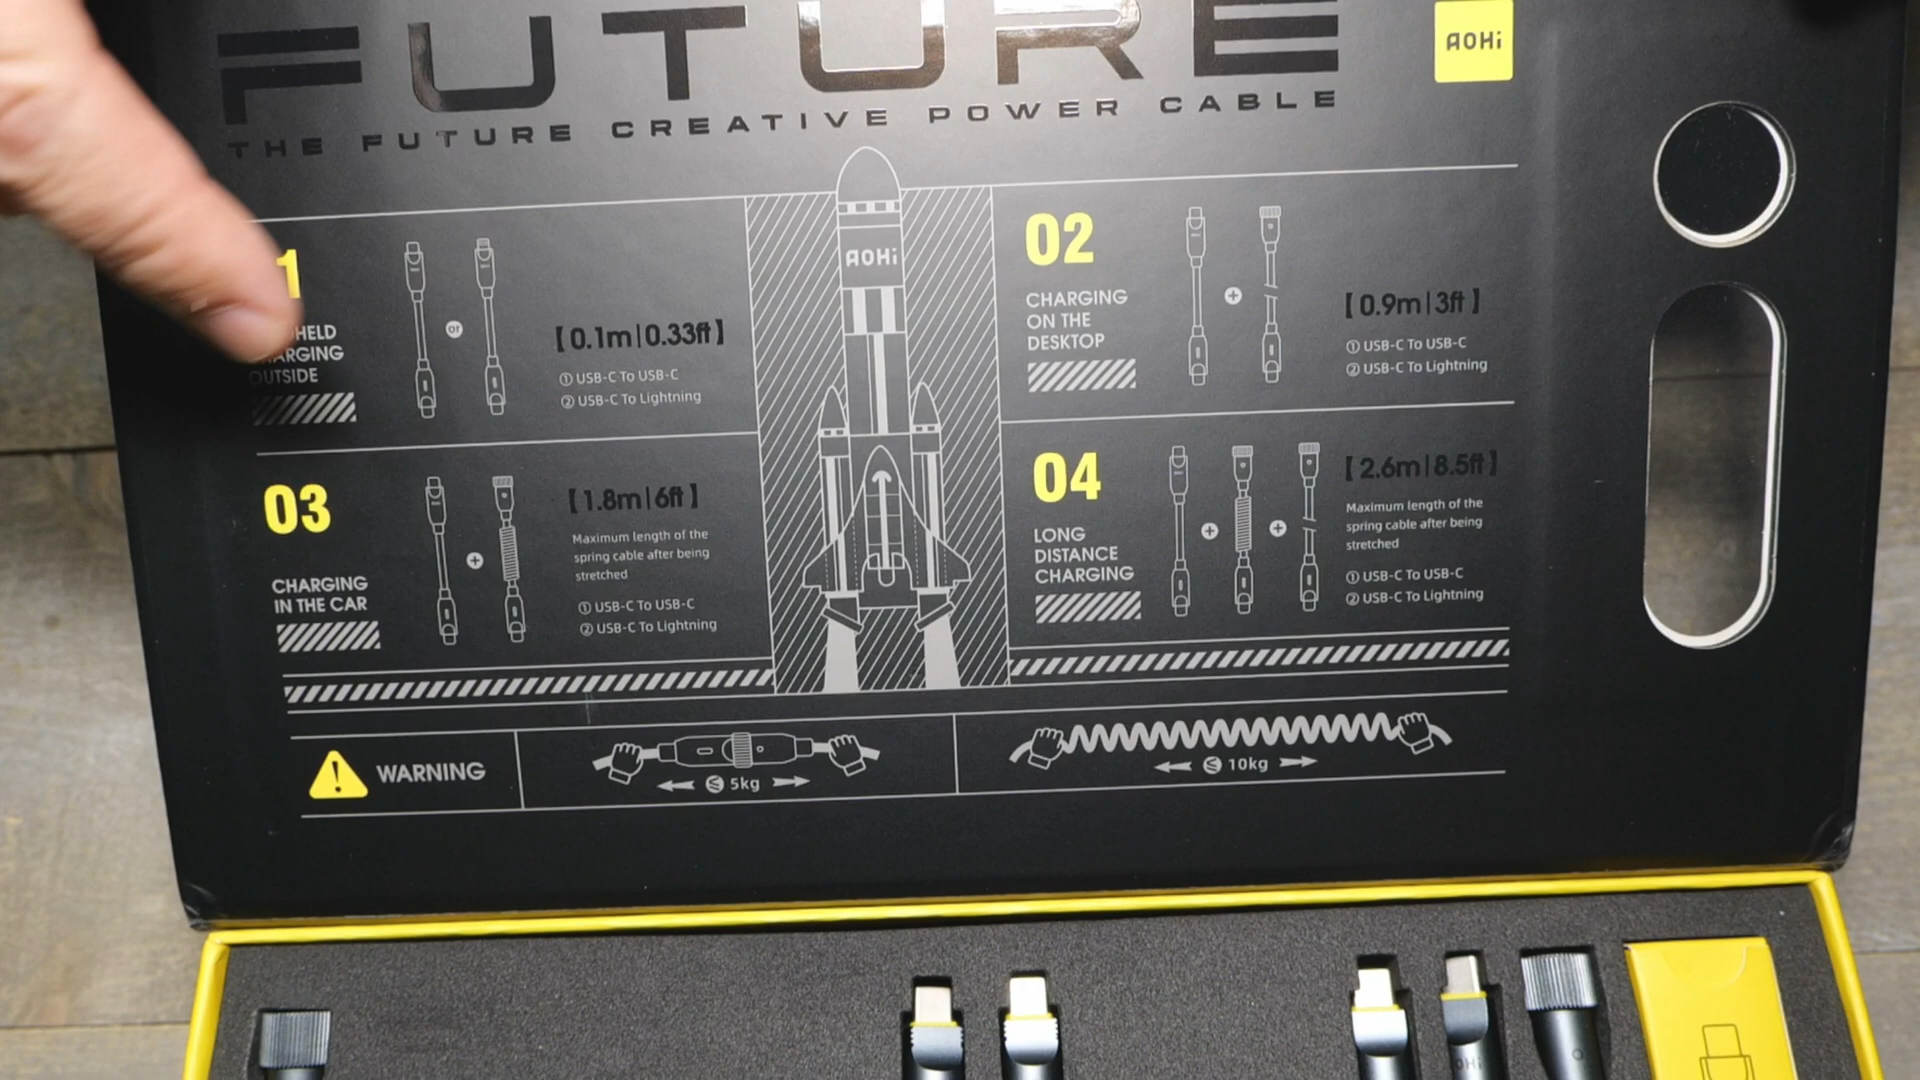 FUTURE
AOHi
THE FUTURE CREATIVE POWER CABLE
AOHi
1
HELD
ARGING
OUTSIDE
or
【0.1m|0.33ft】
① USB-C To USB-C
② USB-C To Lightning
02
CHARGING
ON THE
DESKTOP
【0.9m|3ft】
① USB-C To USB-C
② USB-C To Lightning
03
CHARGING
IN THE CAR
【1.8m|6ft】
Maximum length of the
spring cable after being
stretched
① USB-C To USB-C
② USB-C To Lightning
04
LONG
DISTANCE
CHARGING
【2.6m|8.5ft】
Maximum length of the
spring cable after being
stretched
① USB-C To USB-C
② USB-C To Lightning
WARNING
≤ 5kg
≤ 10kg
AOHi